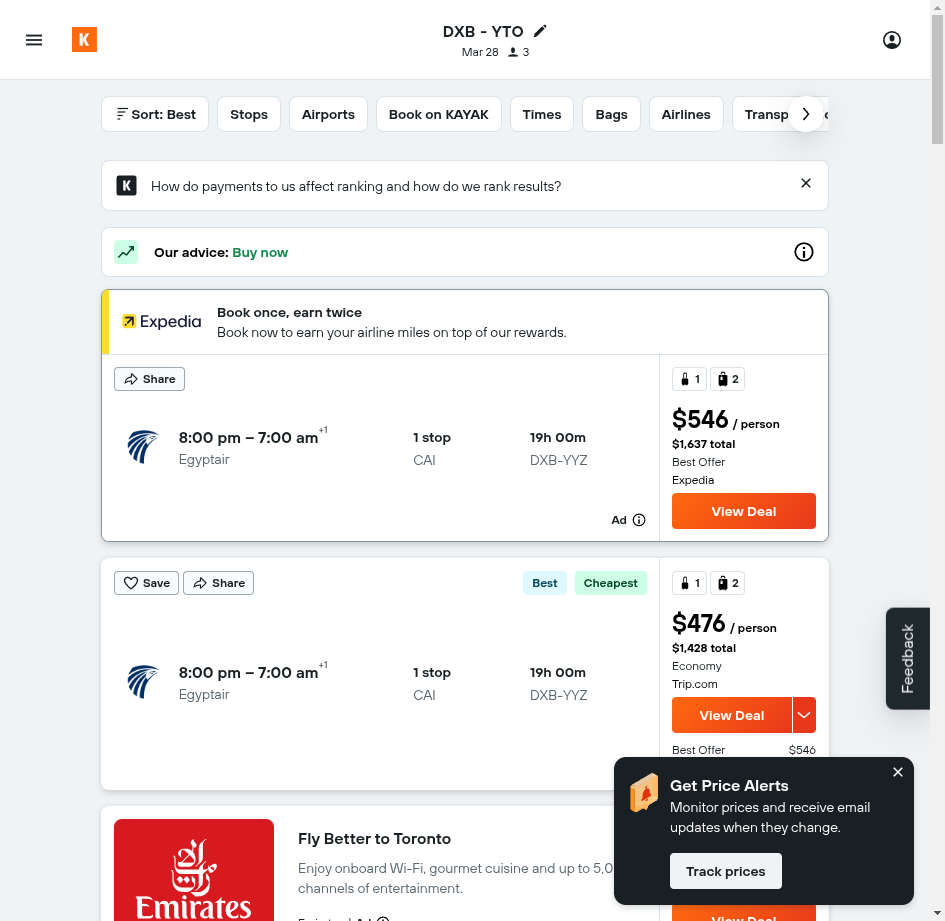 DXB - YTO
Mar 28 3
K
Sort: Best
Stops
Airports
Book on KAYAK
Times
Bags
Airlines
K
How do payments to us affect ranking and how do we rank results?
Our advice: Buy now
Expedia
Book once, earn twice
Book now to earn your airline miles on top of our rewards.
Share
8:00 pm – 7:00 am+1
Egyptair
1 stop
CAI
19h 00m
DXB-YYZ
Ad
1
2
$546 / person
$1,637 total
Best Offer
Expedia
View Deal
Save
Share
Best
Cheapest
8:00 pm – 7:00 am+1
Egyptair
1 stop
CAI
19h 00m
DXB-YYZ
1
2
$476 / person
$1,428 total
Economy
Trip.com
View Deal
Best Offer $546
Feedback
Get Price Alerts
Monitor prices and receive email
updates when they change.
Track prices
Emirates
Fly Better to Toronto
Enjoy onboard Wi-Fi, gourmet cuisine and up to 5,0
channels of entertainment.
View Deal